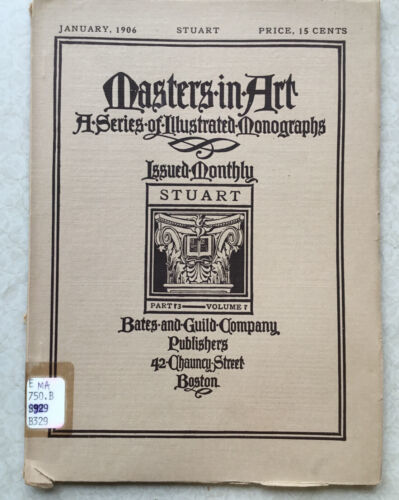 JANUARY, 1906 STUART PRICE, 15 CENTS
Masters·in·Art
A·Series·of·Illustrated·Monographs
Issued·Monthly
STUART
PART 73 VOLUME 7
Bates·and·Guild·Company
Publishers
42·Chauncy·Street
Boston·
E MA
750.B
8929
B329